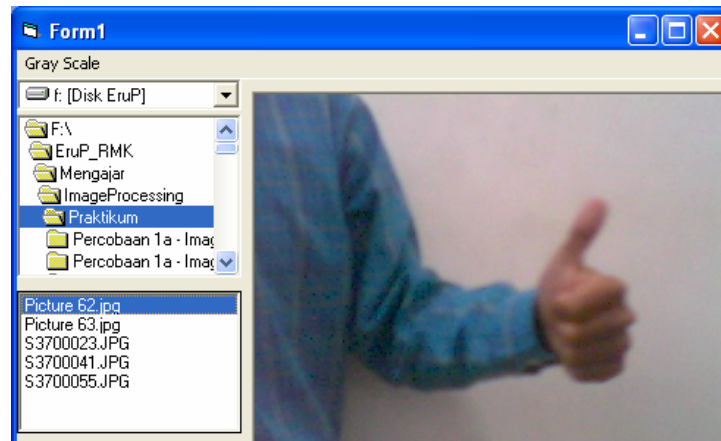 Form1
Gray Scale
f: [Disk EruP]
F:\
EruP_RMK
Mengajar
ImageProcessing
Praktikum
Percobaan 1a - Imag
Percobaan 1a - Imag
Picture 62.jpg
Picture 63.jpg
S3700023.JPG
S3700041.JPG
S3700055.JPG